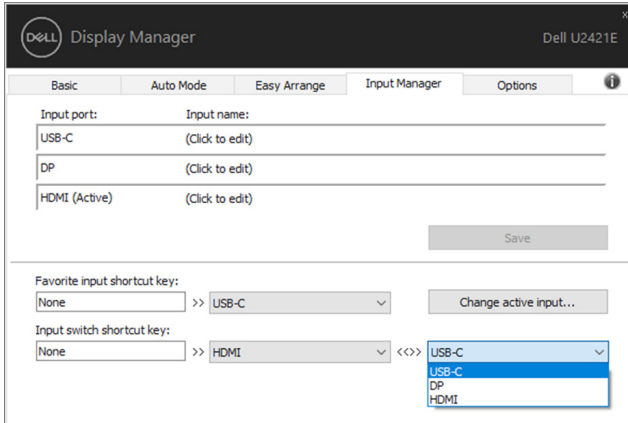 x
DELL Display Manager Dell U2421E
Basic Auto Mode Easy Arrange Input Manager Options i
Input port: Input name:
USB-C (Click to edit)
DP (Click to edit)
HDMI (Active) (Click to edit)
Save
Favorite input shortcut key:
None >> USB-C Change active input...
Input switch shortcut key:
None >> HDMI <<>> USB-C
USB-C
DP
HDMI